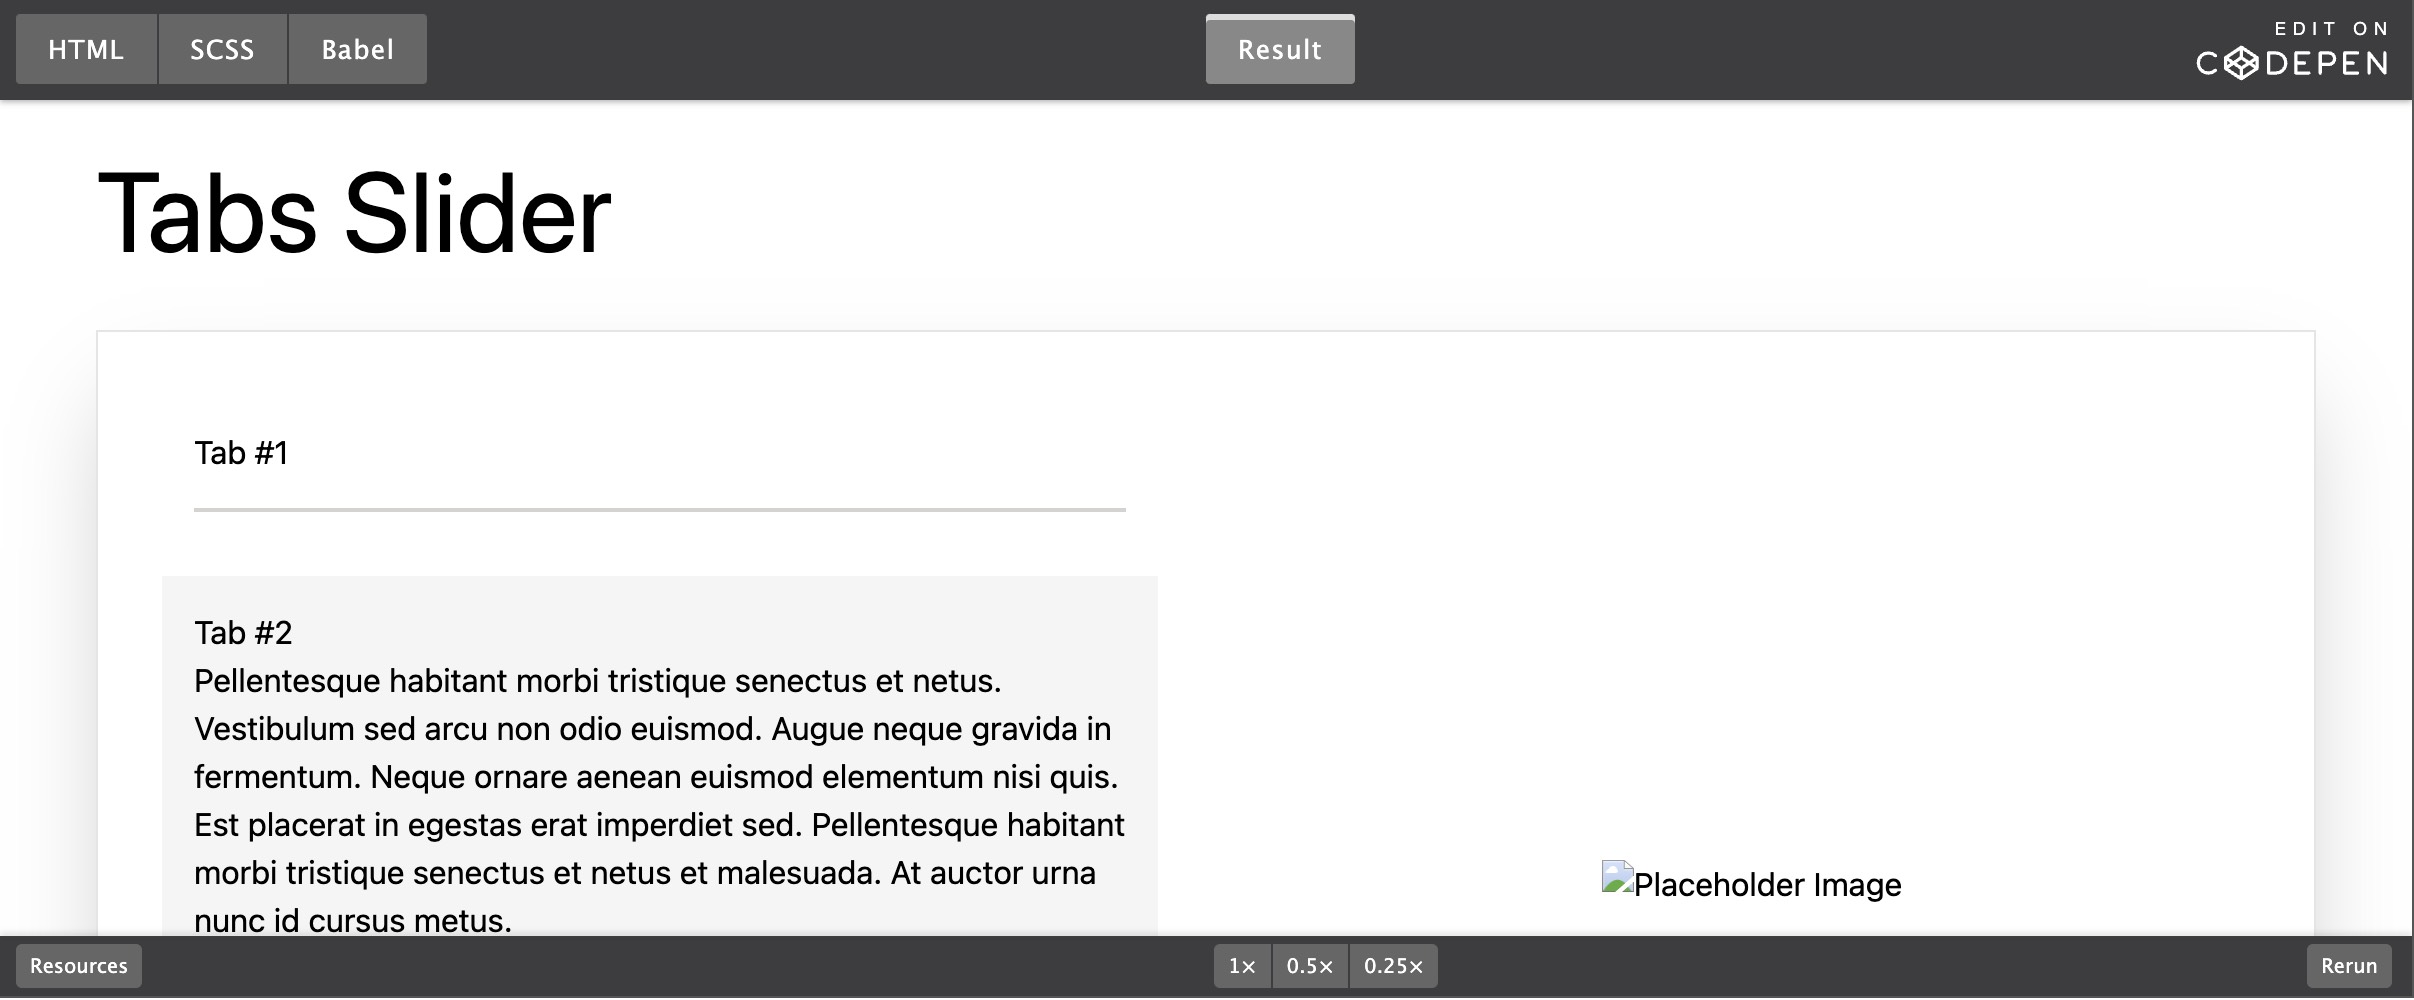 HTML SCSS Babel Result EDIT ON
CODEPEN
Tabs Slider
Tab #1
Tab #2
Pellentesque habitant morbi tristique senectus et netus.
Vestibulum sed arcu non odio euismod. Augue neque gravida in
fermentum. Neque ornare aenean euismod elementum nisi quis.
Est placerat in egestas erat imperdiet sed. Pellentesque habitant
morbi tristique senectus et netus et malesuada. At auctor urna
nunc id cursus metus.
Placeholder Image
Resources 1× 0.5× 0.25× Rerun